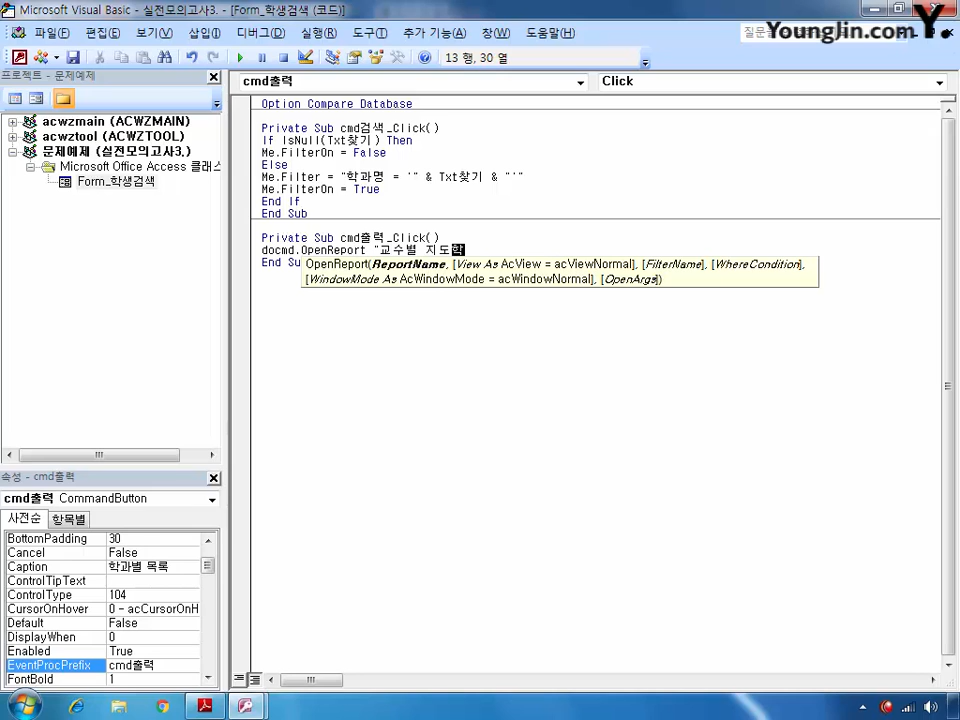 Microsoft Visual Basic - 실전모의고사3. - [Form_학생검색 (코드)]
파일(F) 편집(E) 보기(V) 삽입(I) 디버그(D) 실행(R) 도구(T) 추가 기능(A) 창(W) 도움말(H)
YoungJin.com Y.
13 행, 30 열
프로젝트 - 문제예제
acwzmain (ACWZMAIN)
acwztool (ACWZTOOL)
문제예제 (실전모의고사3.)
Microsoft Office Access 클래스
Form_학생검색
cmd출력
Click
Option Compare Database
Private Sub cmd검색_Click()
If IsNull(Txt찾기) Then
Me.FilterOn = False
Else
Me.Filter = "학과명 = '" & Txt찾기 & "'"
Me.FilterOn = True
End If
End Sub
Private Sub cmd출력_Click()
docmd.OpenReport "교수별 지도학
End Su
OpenReport(ReportName, [View As AcView = acViewNormal], [FilterName], [WhereCondition],
[WindowMode As AcWindowMode = acWindowNormal], [OpenArgs])
속성 - cmd출력
cmd출력 CommandButton
사전순 항목별
BottomPadding 30
Cancel False
Caption 학과별 목록
ControlTipText
ControlType 104
CursorOnHover 0 - acCursorOnH
Default False
DisplayWhen 0
Enabled True
EventProcPrefix cmd출력
FontBold 1